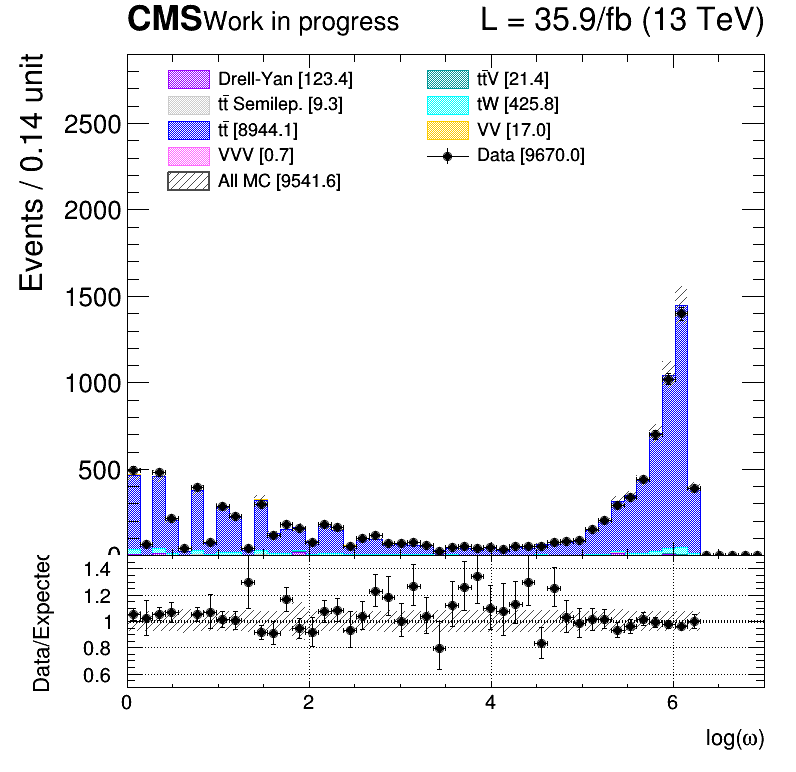 CMS Work in progress L = 35.9/fb (13 TeV)
Drell-Yan [123.4] tt̄V [21.4]
tt̄ Semilep. [9.3] tW [425.8]
tt̄ [8944.1] VV [17.0]
VVV [0.7] Data [9670.0]
All MC [9541.6]
Events / 0.14 unit
2500
2000
1500
1000
500
0
Data/Expected
1.4
1.2
1
0.8
0.6
0 2 4 6
log(ω)